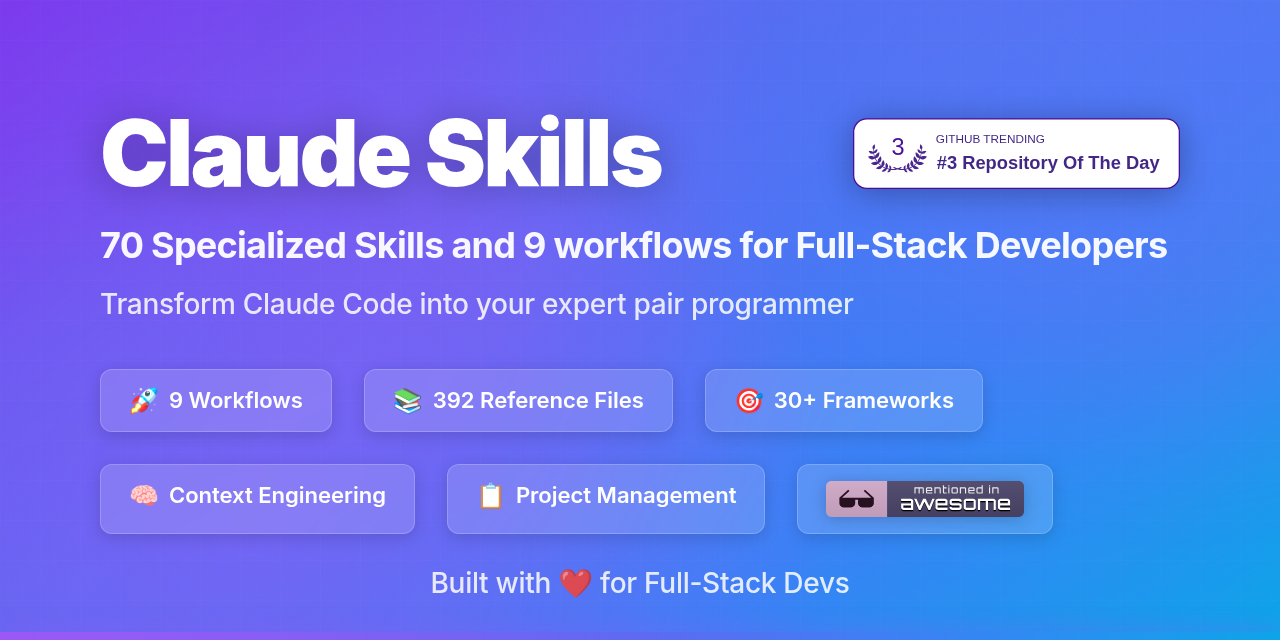 Claude Skills
3
GITHUB TRENDING
#3 Repository Of The Day
70 Specialized Skills and 9 workflows for Full-Stack Developers
Transform Claude Code into your expert pair programmer
🚀 9 Workflows
📚 392 Reference Files
🎯 30+ Frameworks
🧠 Context Engineering
📋 Project Management
mentioned in
awesome
Built with ❤️ for Full-Stack Devs